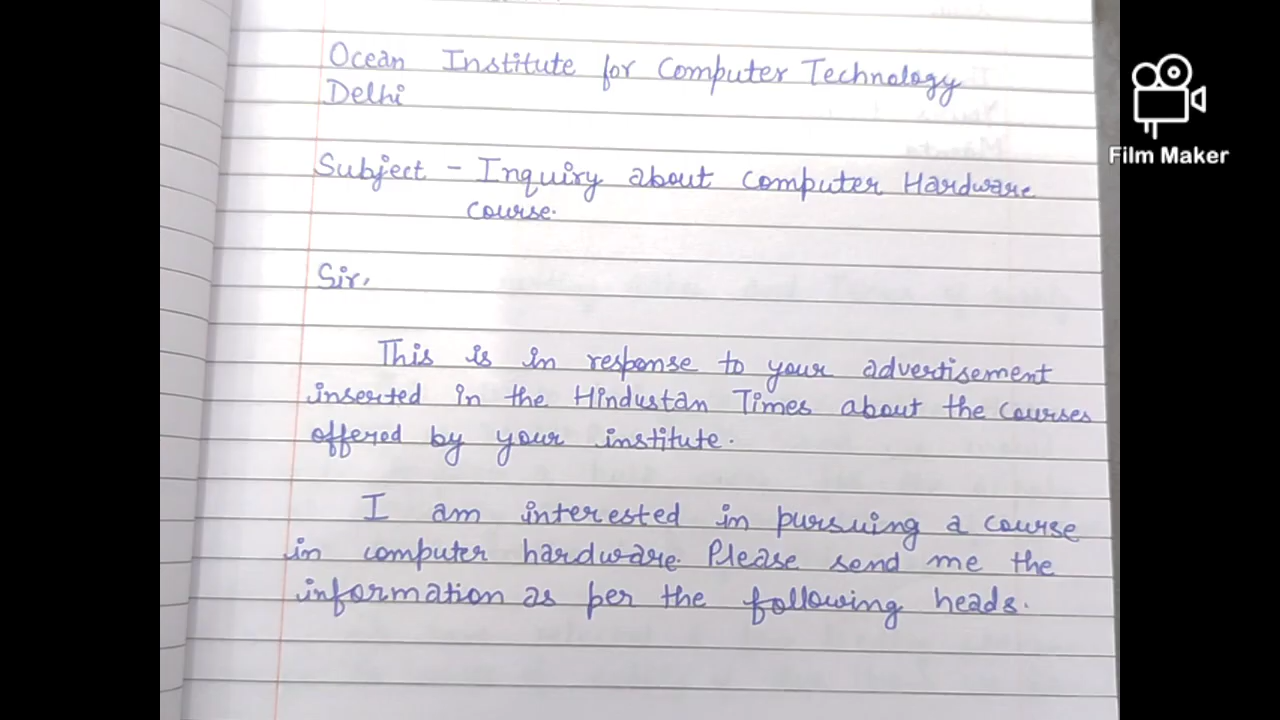 Ocean Institute for Computer Technology
Delhi
Subject - Inquiry about Computer Hardware
course.
Sir,
This is in response to your advertisement
inserted in the Hindustan Times about the courses
offered by your institute.
I am interested in pursuing a course
in computer hardware. Please send me the
information as per the following heads.
Film Maker